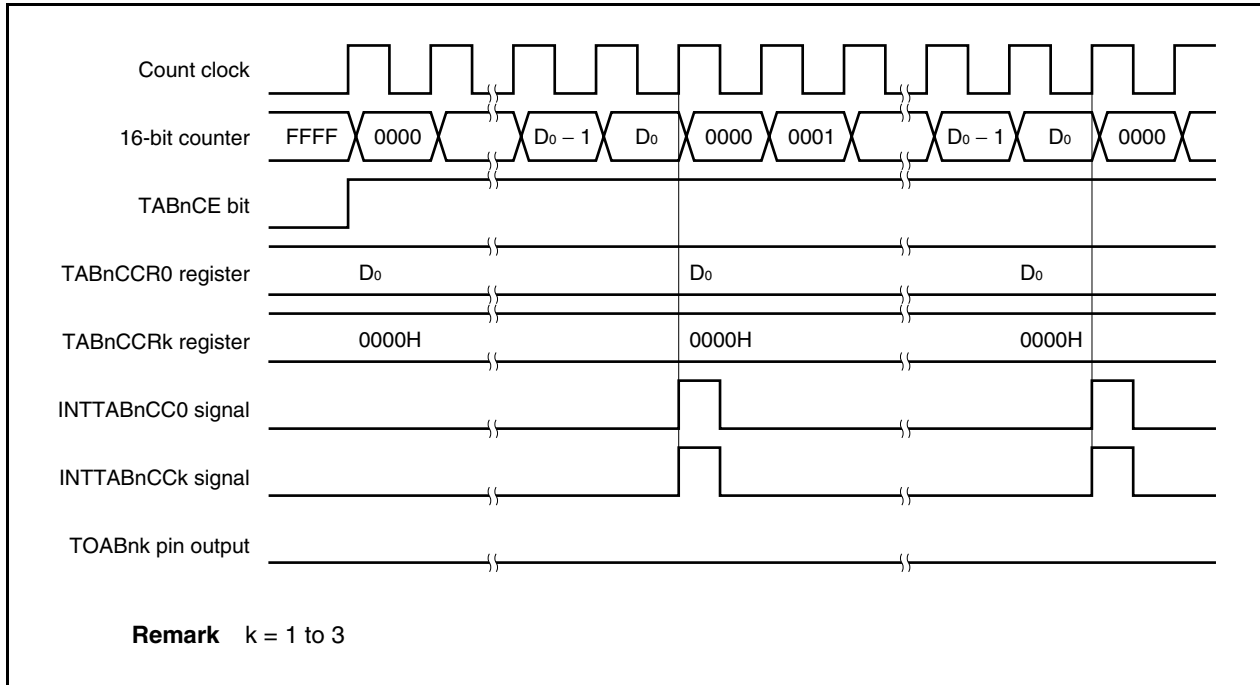 Count clock
16-bit counter FFFF 0000 D₀ − 1 D₀ 0000 0001 D₀ − 1 D₀ 0000
TABnCE bit
TABnCCR0 register D₀ D₀ D₀
TABnCCRk register 0000H 0000H 0000H
INTTABnCC0 signal
INTTABnCCk signal
TOABnk pin output
Remark k = 1 to 3